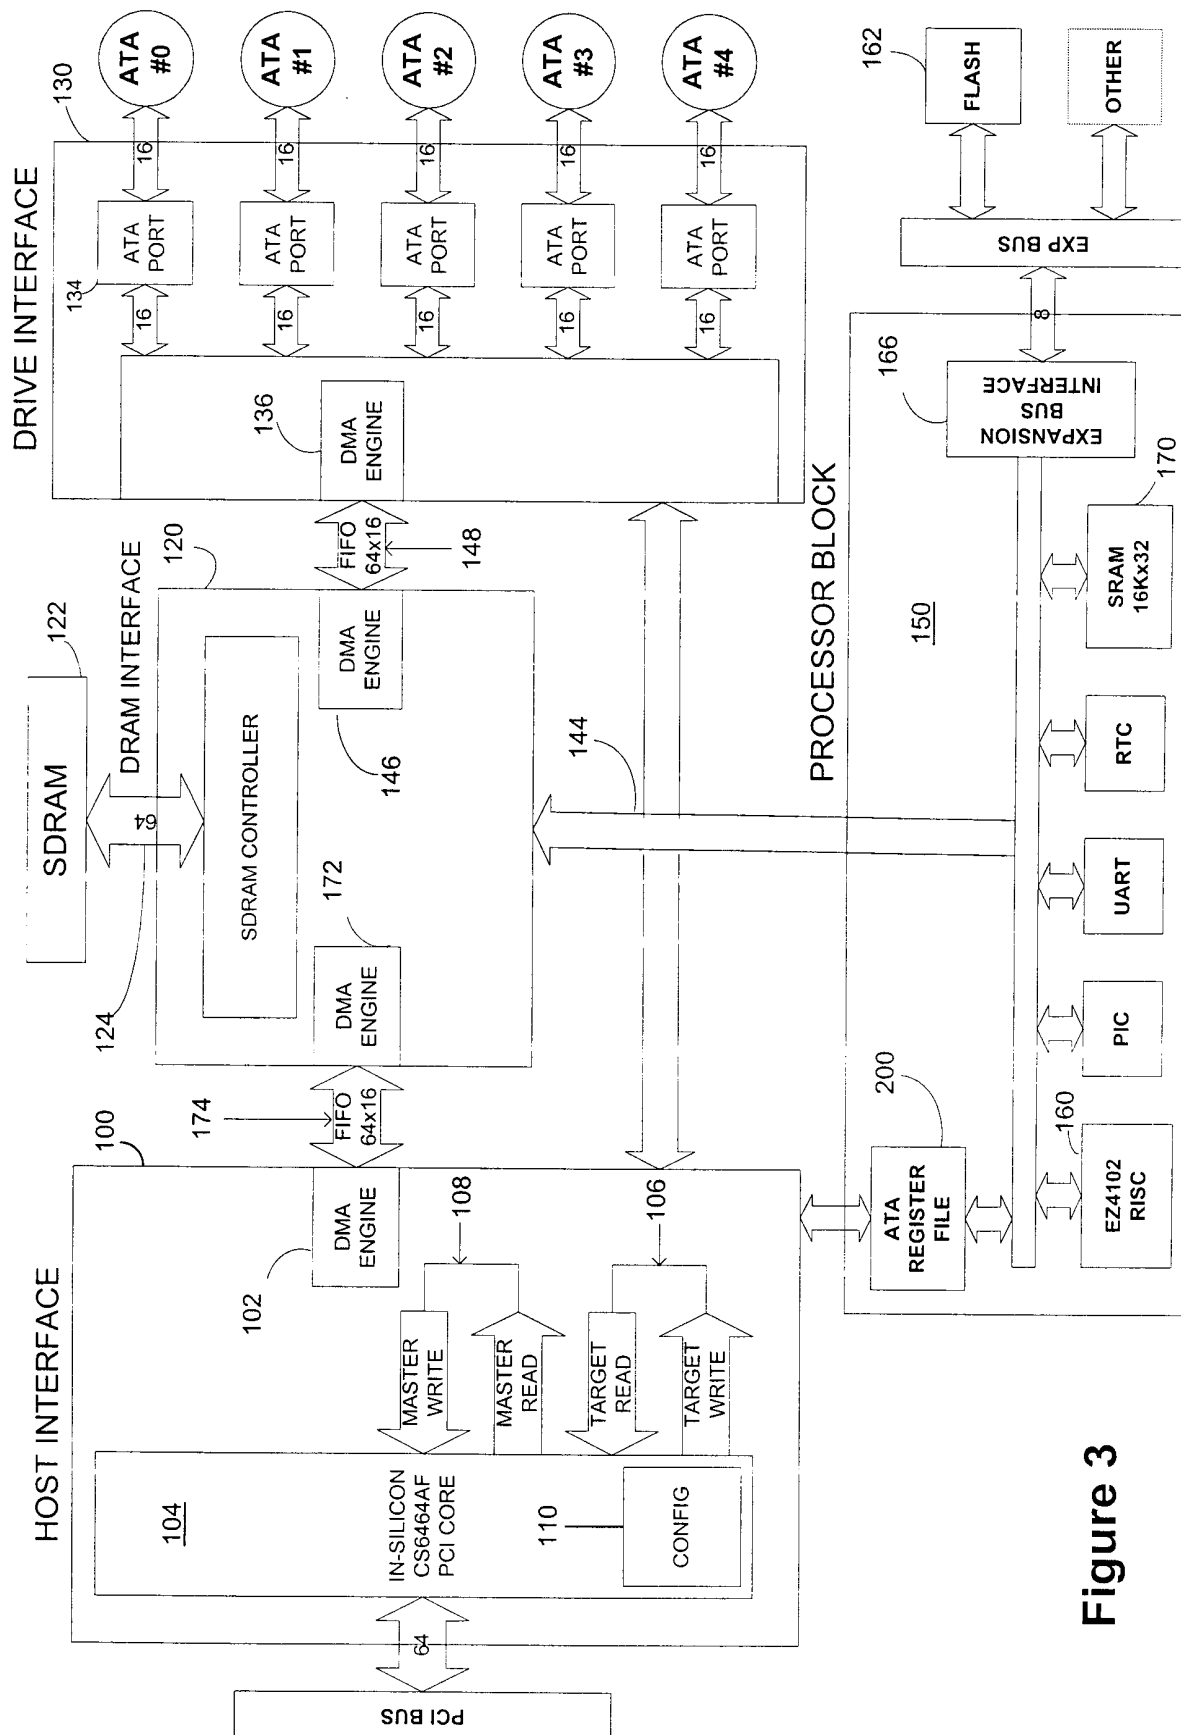 HOST INTERFACE
100
PCI BUS
64
104
IN-SILICON
CS6464AF
PCI CORE
110
CONFIG
MASTER
WRITE
MASTER
READ
108
TARGET
READ
TARGET
WRITE
106
102
DMA
ENGINE
174
FIFO
64x16
SDRAM
122
124
64
DRAM INTERFACE
120
SDRAM CONTROLLER
DMA
ENGINE
172
DMA
ENGINE
146
FIFO
64x16
148
144
DRIVE INTERFACE
130
136
DMA
ENGINE
134
16
ATA
PORT
16
ATA
#0
16
ATA
PORT
16
ATA
#1
16
ATA
PORT
16
ATA
#2
16
ATA
PORT
16
ATA
#3
16
ATA
PORT
16
ATA
#4
PROCESSOR BLOCK
150
200
ATA
REGISTER
FILE
160
EZ4102
RISC
PIC
UART
RTC
SRAM
16Kx32
170
166
EXPANSION
BUS
INTERFACE
8
EXP BUS
162
FLASH
OTHER
Figure 3